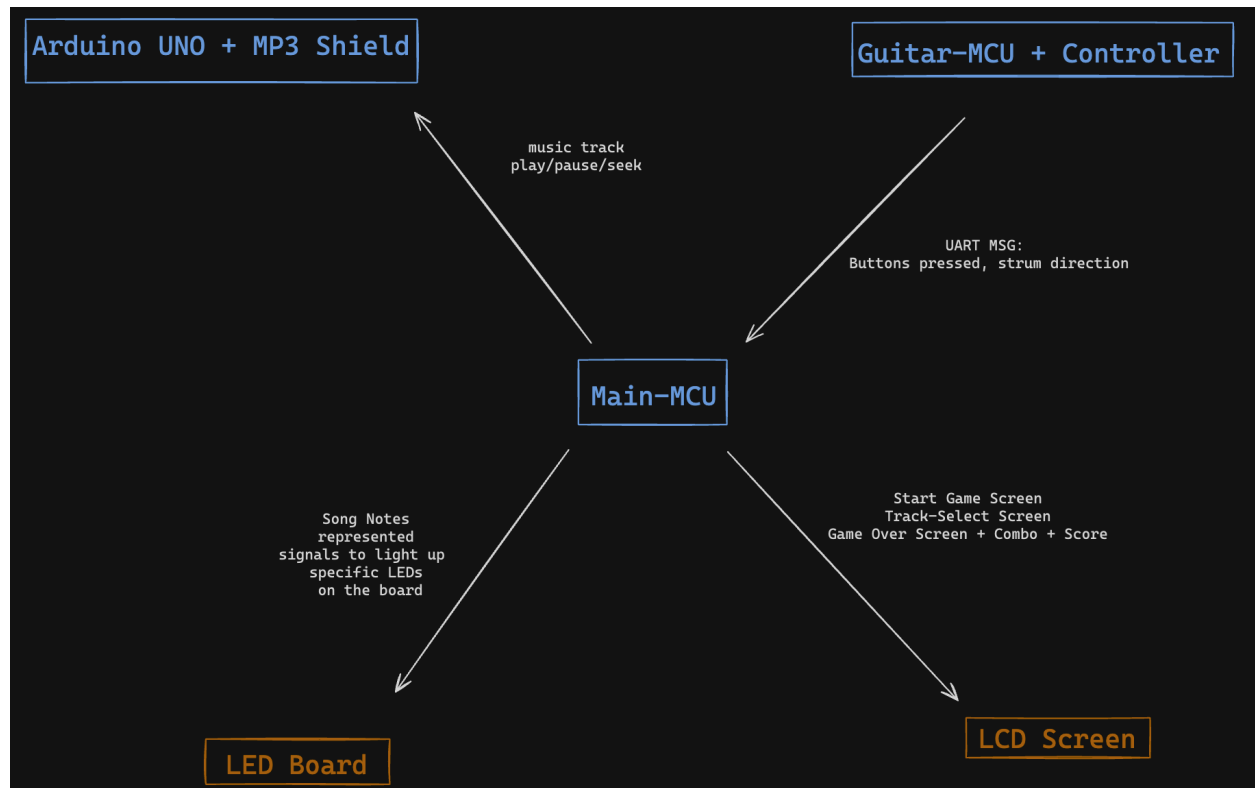 Arduino UNO + MP3 Shield
Guitar-MCU + Controller
music track
play/pause/seek
UART MSG:
Buttons pressed, strum direction
Main-MCU
Song Notes
represented
signals to light up
specific LEDs
on the board
Start Game Screen
Track-Select Screen
Game Over Screen + Combo + Score
LED Board
LCD Screen